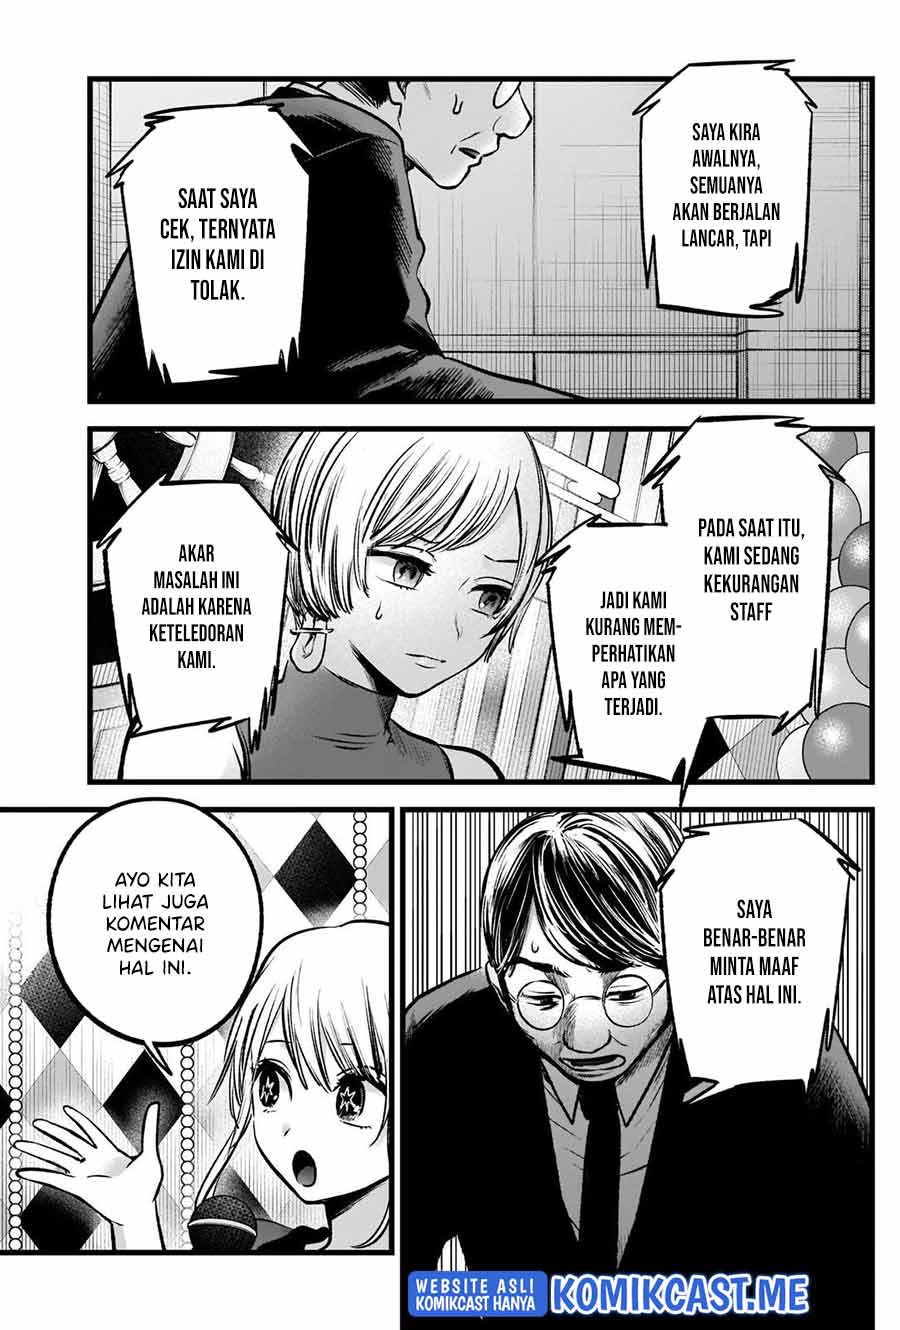 SAYA KIRA
AWALNYA,
SEMUANYA
AKAN BERJALAN
LANCAR, TAPI
SAAT SAYA
CEK, TERNYATA
IZIN KAMI DI
TOLAK.
PADA SAAT ITU,
KAMI SEDANG
KEKURANGAN
STAFF
JADI KAMI
KURANG MEM-
PERHATIKAN
APA YANG
TERJADI.
AKAR
MASALAH INI
ADALAH KARENA
KETELEDORAN
KAMI.
SAYA
BENAR-BENAR
MINTA MAAF
ATAS HAL INI.
AYO KITA
LIHAT JUGA
KOMENTAR
MENGENAI
HAL INI.
WEBSITE ASLI
KOMIKCAST HANYA
KOMIKCAST.ME